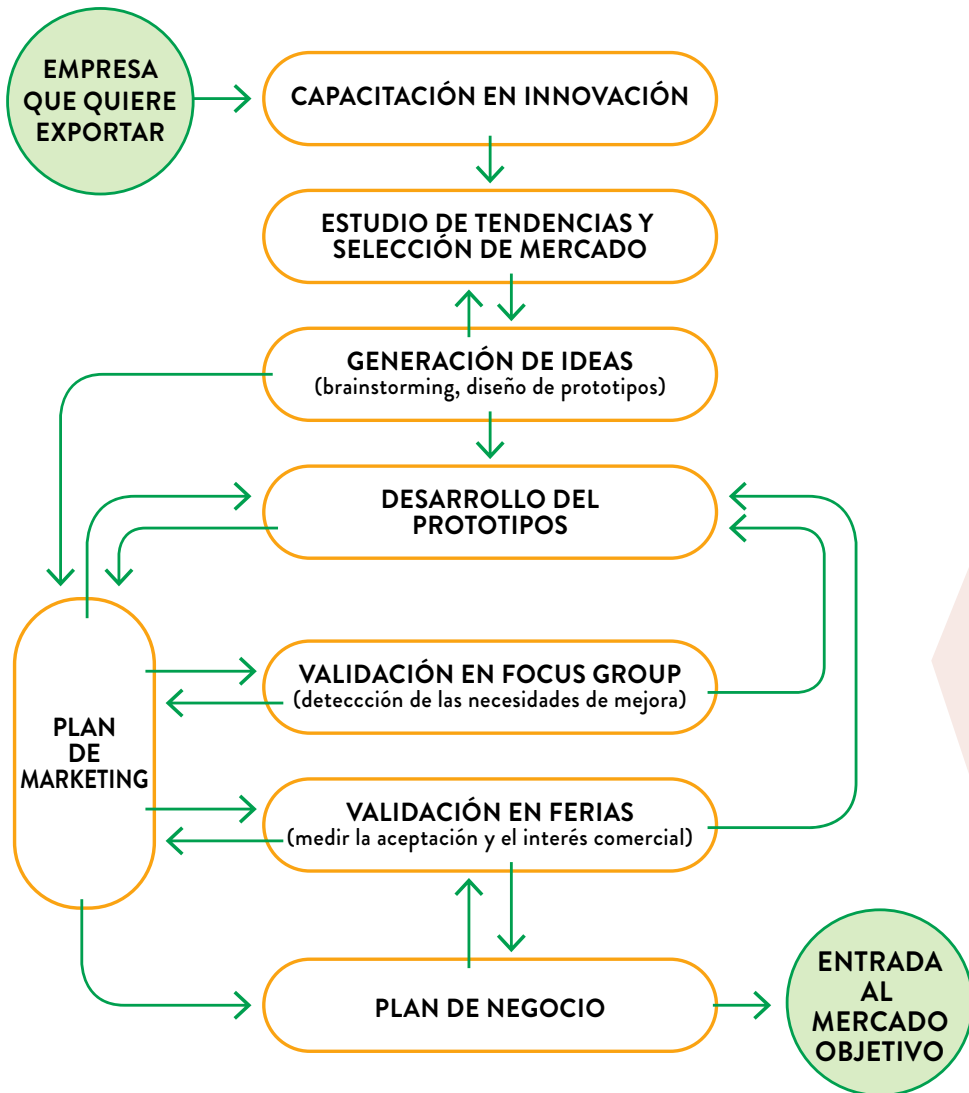 EMPRESA
QUE QUIERE
EXPORTAR
CAPACITACIÓN EN INNOVACIÓN
ESTUDIO DE TENDENCIAS Y
SELECCIÓN DE MERCADO
GENERACIÓN DE IDEAS
(brainstorming, diseño de prototipos)
DESARROLLO DEL
PROTOTIPOS
VALIDACIÓN EN FOCUS GROUP
(deteccción de las necesidades de mejora)
PLAN
DE
MARKETING
VALIDACIÓN EN FERIAS
(medir la aceptación y el interés comercial)
PLAN DE NEGOCIO
ENTRADA
AL
MERCADO
OBJETIVO